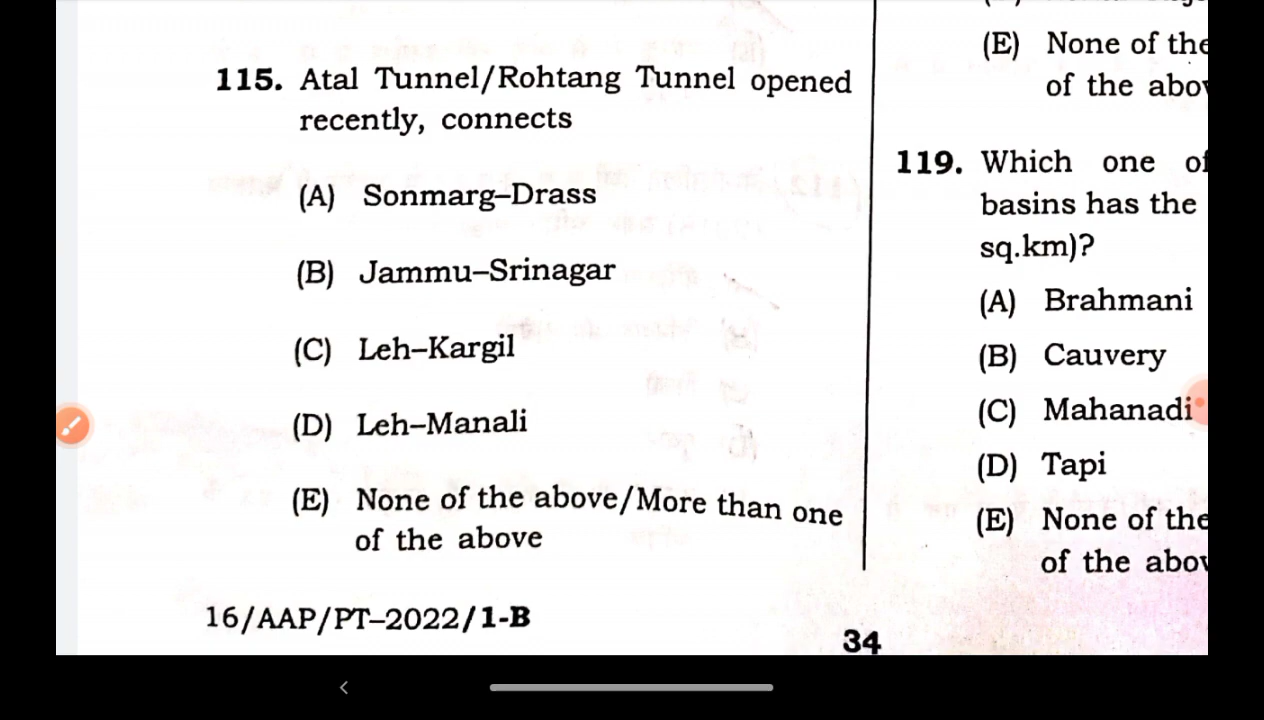 115. Atal Tunnel/Rohtang Tunnel opened
recently, connects
(A) Sonmarg–Drass
(B) Jammu–Srinagar
(C) Leh–Kargil
(D) Leh–Manali
(E) None of the above/More than one
of the above
16/AAP/PT–2022/1-B
34
(E) None of the
of the abo
119. Which one of
basins has the
sq.km)?
(A) Brahmani
(B) Cauvery
(C) Mahanadi
(D) Tapi
(E) None of the
of the abo